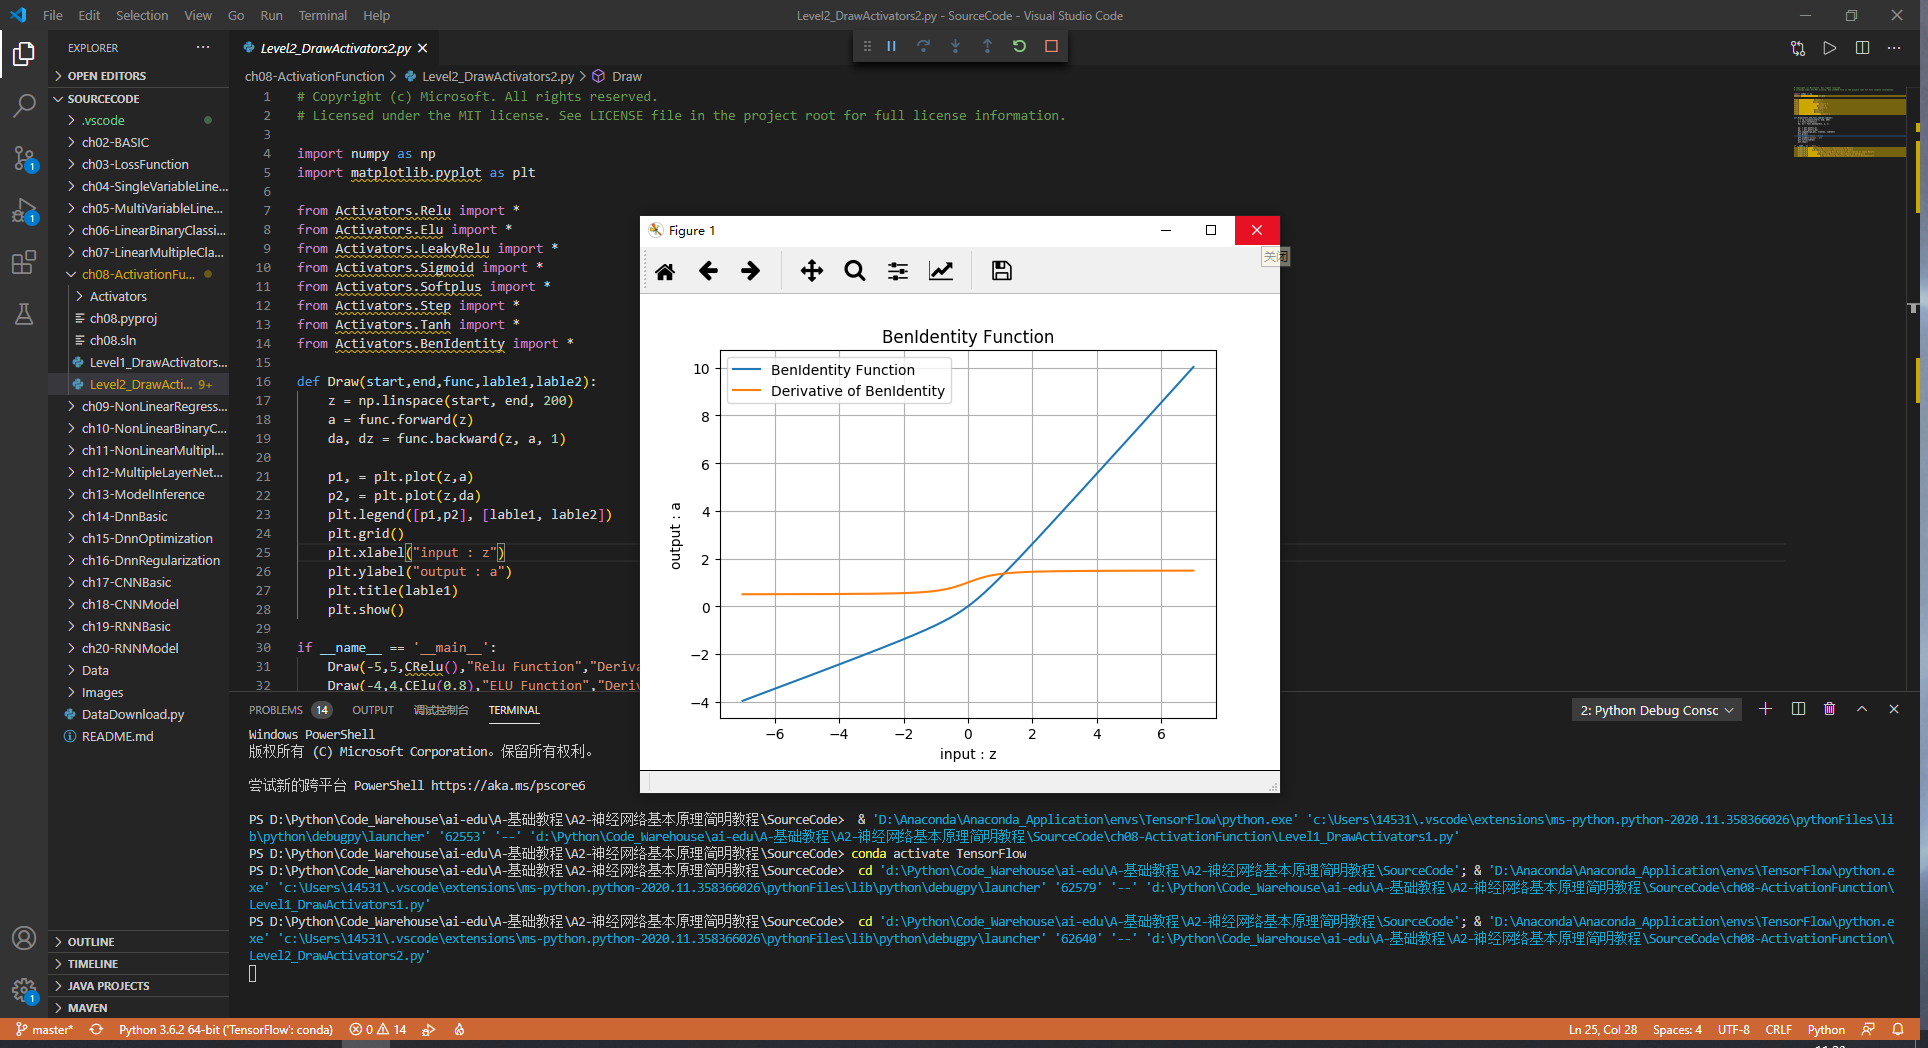 File Edit Selection View Go Run Terminal Help
Level2_DrawActivators2.py - SourceCode - Visual Studio Code
EXPLORER
OPEN EDITORS
SOURCECODE
.vscode
ch02-BASIC
ch03-LossFunction
ch04-SingleVariableLine...
ch05-MultiVariableLine...
ch06-LinearBinaryClassi...
ch07-LinearMultipleCla...
ch08-ActivationFu...
Activators
ch08.pyproj
ch08.sln
Level1_DrawActivators...
Level2_DrawActi... 9+
ch09-NonLinearRegress...
ch10-NonLinearBinaryC...
ch11-NonLinearMultipl...
ch12-MultipleLayerNet...
ch13-ModelInference
ch14-DnnBasic
ch15-DnnOptimization
ch16-DnnRegularization
ch17-CNNBasic
ch18-CNNModel
ch19-RNNBasic
ch20-RNNModel
Data
Images
DataDownload.py
README.md
OUTLINE
TIMELINE
JAVA PROJECTS
MAVEN
1
1
1
Level2_DrawActivators2.py
ch08-ActivationFunction > Level2_DrawActivators2.py > Draw
1 # Copyright (c) Microsoft. All rights reserved.
2 # Licensed under the MIT license. See LICENSE file in the project root for full license information.
3
4 import numpy as np
5 import matplotlib.pyplot as plt
6
7 from Activators.Relu import *
8 from Activators.Elu import *
9 from Activators.LeakyRelu import *
10 from Activators.Sigmoid import *
11 from Activators.Softplus import *
12 from Activators.Step import *
13 from Activators.Tanh import *
14 from Activators.BenIdentity import *
15
16 def Draw(start,end,func,lable1,lable2):
17 z = np.linspace(start, end, 200)
18 a = func.forward(z)
19 da, dz = func.backward(z, a, 1)
20
21 p1, = plt.plot(z,a)
22 p2, = plt.plot(z,da)
23 plt.legend([p1,p2], [lable1, lable2])
24 plt.grid()
25 plt.xlabel("input : z")
26 plt.ylabel("output : a")
27 plt.title(lable1)
28 plt.show()
29
30 if __name__ == '__main__':
31 Draw(-5,5,CRelu(),"Relu Function","Deriva
32 Draw(-4,4,CElu(0.8),"ELU Function","Deriv
Figure 1
关闭
BenIdentity Function
BenIdentity Function
Derivative of BenIdentity
10
8
6
4
2
0
−2
−4
output : a
−6 −4 −2 0 2 4 6
input : z
PROBLEMS 14 OUTPUT 调试控制台 TERMINAL
2: Python Debug Consc
Windows PowerShell
版权所有 (C) Microsoft Corporation。保留所有权利。
尝试新的跨平台 PowerShell https://aka.ms/pscore6
PS D:\Python\Code_Warehouse\ai-edu\A-基础教程\A2-神经网络基本原理简明教程\SourceCode> & 'D:\Anaconda\Anaconda_Application\envs\TensorFlow\python.exe' 'c:\Users\14531\.vscode\extensions\ms-python.python-2020.11.358366026\pythonFiles\li
b\python\debugpy\launcher' '62553' '--' 'd:\Python\Code_Warehouse\ai-edu\A-基础教程\A2-神经网络基本原理简明教程\SourceCode\ch08-ActivationFunction\Level1_DrawActivators1.py'
PS D:\Python\Code_Warehouse\ai-edu\A-基础教程\A2-神经网络基本原理简明教程\SourceCode> conda activate TensorFlow
PS D:\Python\Code_Warehouse\ai-edu\A-基础教程\A2-神经网络基本原理简明教程\SourceCode> cd 'd:\Python\Code_Warehouse\ai-edu\A-基础教程\A2-神经网络基本原理简明教程\SourceCode'; & 'D:\Anaconda\Anaconda_Application\envs\TensorFlow\python.e
xe' 'c:\Users\14531\.vscode\extensions\ms-python.python-2020.11.358366026\pythonFiles\lib\python\debugpy\launcher' '62579' '--' 'd:\Python\Code_Warehouse\ai-edu\A-基础教程\A2-神经网络基本原理简明教程\SourceCode\ch08-ActivationFunction\
Level1_DrawActivators1.py'
PS D:\Python\Code_Warehouse\ai-edu\A-基础教程\A2-神经网络基本原理简明教程\SourceCode> cd 'd:\Python\Code_Warehouse\ai-edu\A-基础教程\A2-神经网络基本原理简明教程\SourceCode'; & 'D:\Anaconda\Anaconda_Application\envs\TensorFlow\python.e
xe' 'c:\Users\14531\.vscode\extensions\ms-python.python-2020.11.358366026\pythonFiles\lib\python\debugpy\launcher' '62640' '--' 'd:\Python\Code_Warehouse\ai-edu\A-基础教程\A2-神经网络基本原理简明教程\SourceCode\ch08-ActivationFunction\
Level2_DrawActivators2.py'
master* Python 3.6.2 64-bit ('TensorFlow': conda) 0 14
Ln 25, Col 28 Spaces: 4 UTF-8 CRLF Python